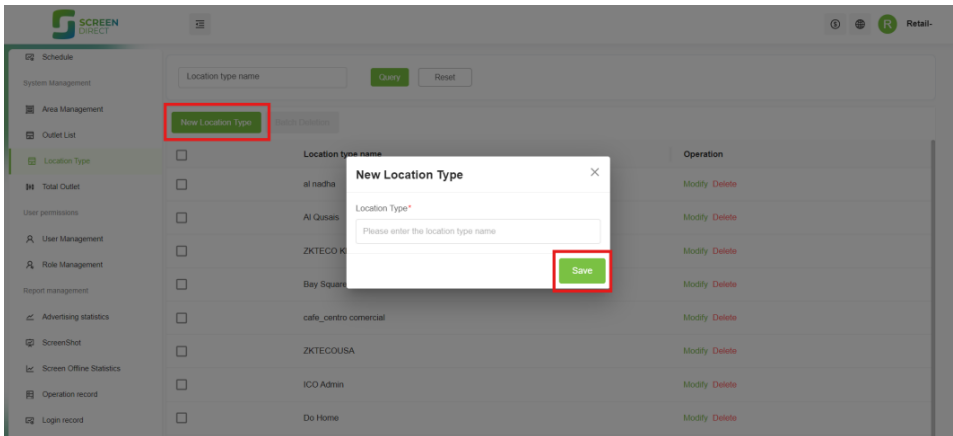 SCREEN
DIRECT
R
Retail-
Schedule
System Management
Area Management
Outlet List
Location Type
Total Outlet
User permissions
User Management
Role Management
Report management
Advertising statistics
ScreenShot
Screen Offline Statistics
Operation record
Login record
Location type name
Query
Reset
New Location Type
Location type name
Operation
al nadha
Modify Delete
Al Qusais
Modify Delete
ZKTECO
Modify Delete
Bay Square
Modify Delete
cafe_centro comercial
Modify Delete
ZKTECOUSA
Modify Delete
ICO Admin
Modify Delete
Do Home
Modify Delete
New Location Type
Location Type*
Please enter the location type name
Save